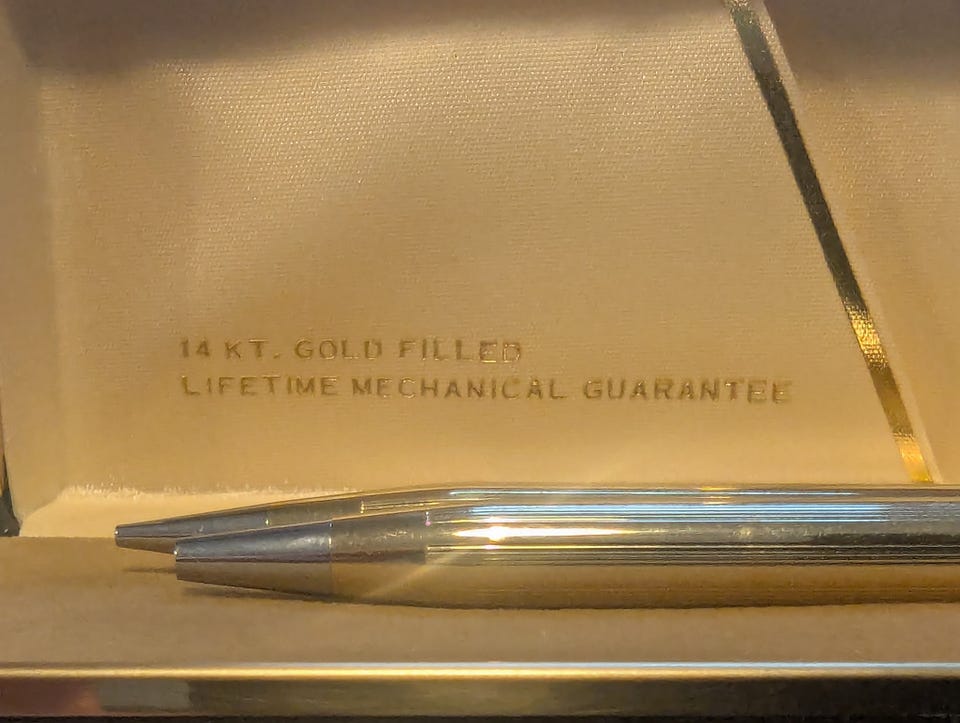 14 KT. GOLD FILLED
LIFETIME MECHANICAL GUARANTEE